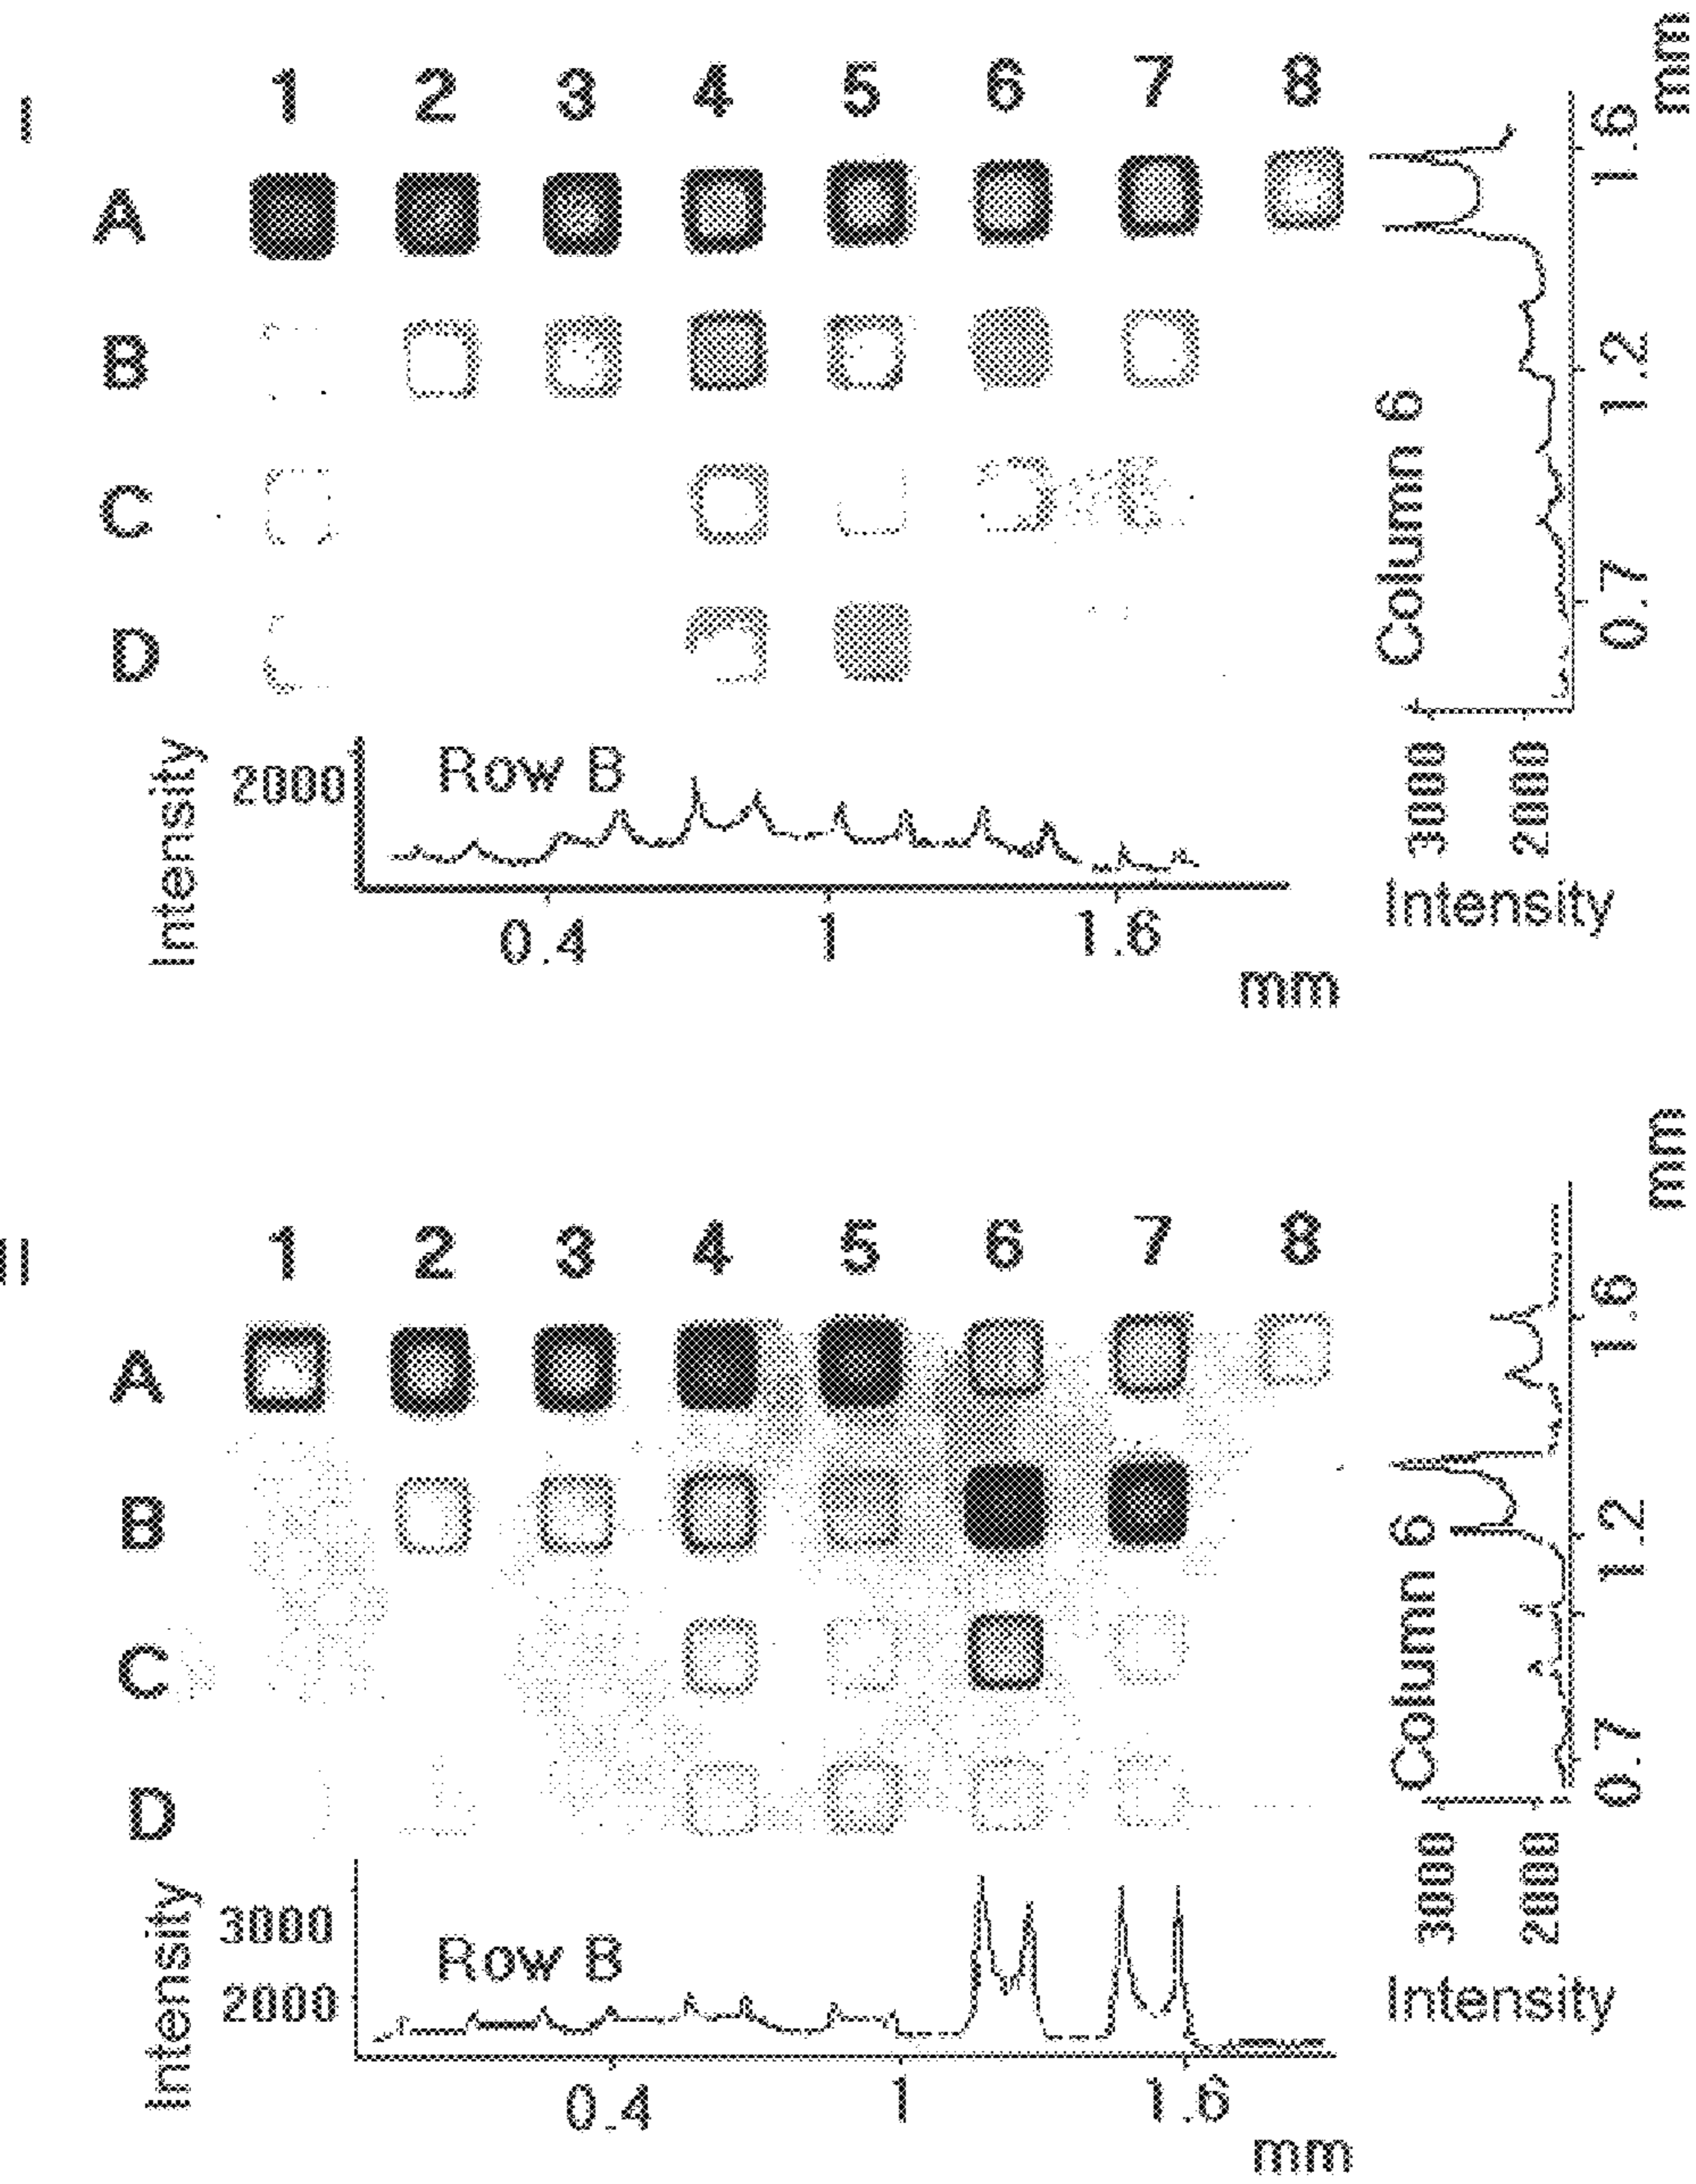 I
1 2 3 4 5 6 7 8
A
B
C
D
Column 6
mm
1.6
1.2
0.7
3000
2000
Intensity
Intensity
2000
Row B
0.4 1 1.6
mm
II
1 2 3 4 5 6 7 8
A
B
C
D
Column 6
mm
1.6
1.2
0.7
3000
2000
Intensity
Intensity
3000
2000
Row B
0.4 1 1.6
mm